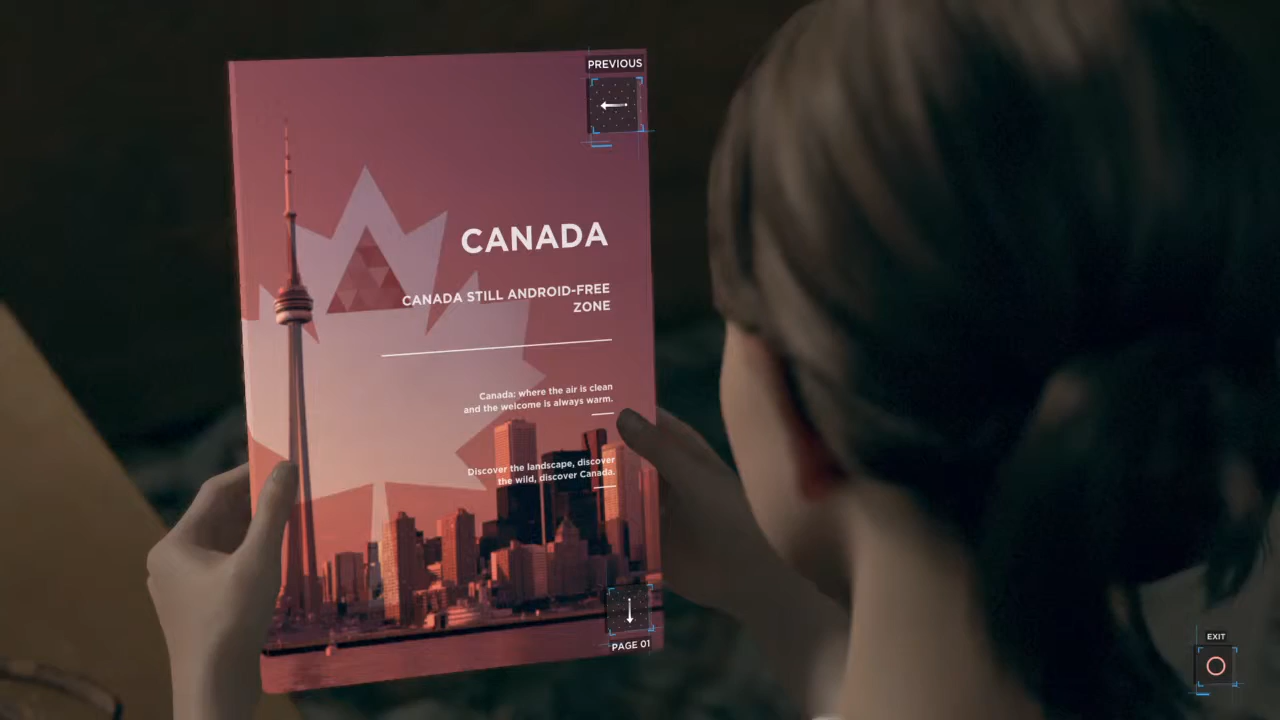 PREVIOUS
CANADA
CANADA STILL ANDROID-FREE
ZONE
Canada: where the air is clean
and the welcome is always warm.
Discover the landscape, discover
the wild, discover Canada.
PAGE 01
EXIT